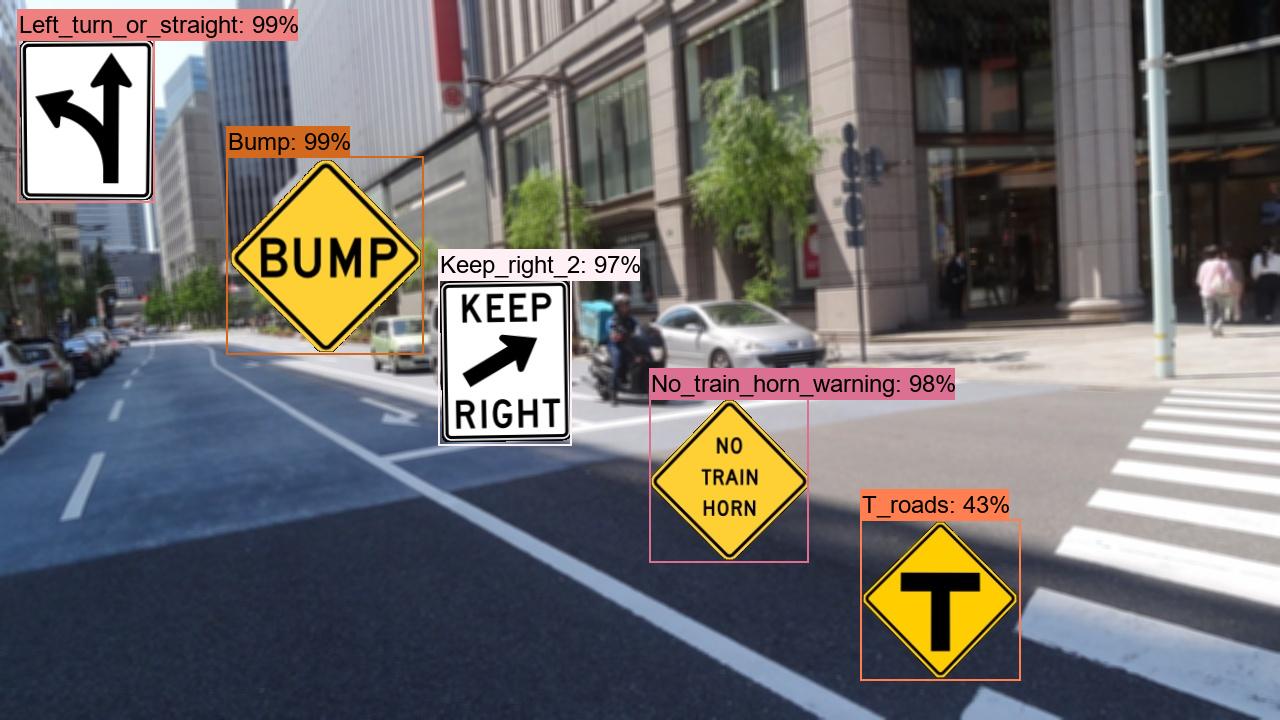 Left_turn_or_straight: 99%
Bump: 99%
BUMP
Keep_right_2: 97%
KEEP
RIGHT
No_train_horn_warning: 98%
NO
TRAIN
HORN
T_roads: 43%
T